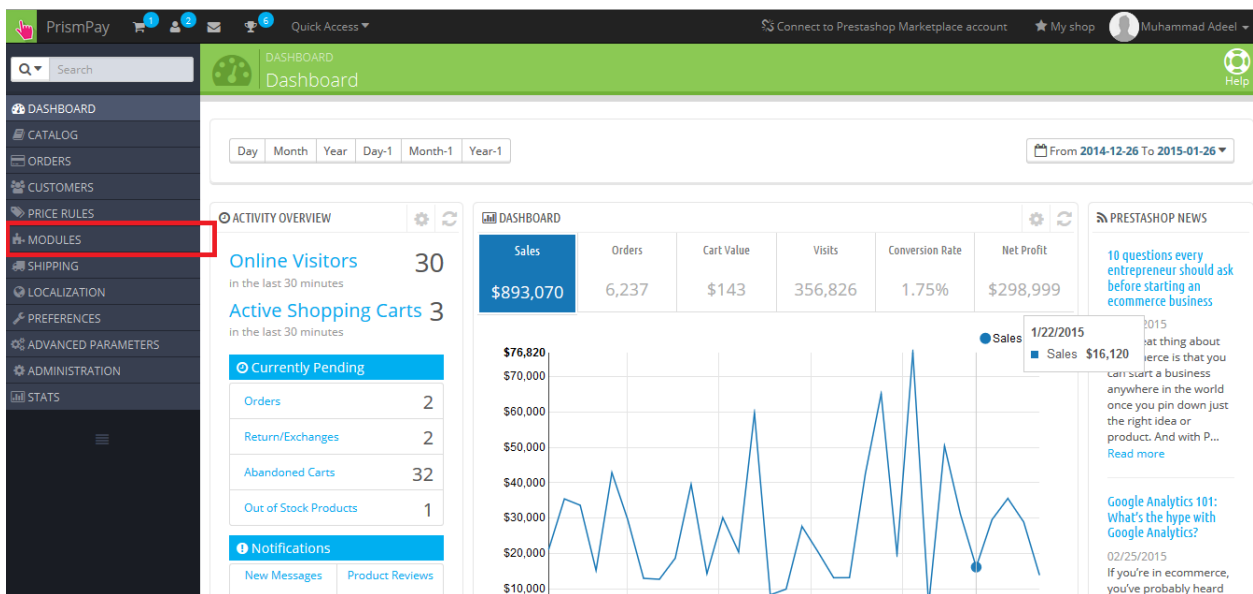 PrismPay 1 2 6 Quick Access Connect to Prestashop Marketplace account My shop Muhammad Adeel
Search
DASHBOARD
Dashboard
Help
DASHBOARD
CATALOG
ORDERS
CUSTOMERS
PRICE RULES
MODULES
SHIPPING
LOCALIZATION
PREFERENCES
ADVANCED PARAMETERS
ADMINISTRATION
STATS
Day Month Year Day-1 Month-1 Year-1
From 2014-12-26 To 2015-01-26
ACTIVITY OVERVIEW
Online Visitors 30
in the last 30 minutes
Active Shopping Carts 3
in the last 30 minutes
Currently Pending
Orders 2
Return/Exchanges 2
Abandoned Carts 32
Out of Stock Products 1
Notifications
New Messages Product Reviews
DASHBOARD
Sales Orders Cart Value Visits Conversion Rate Net Profit
$893,070 6,237 $143 356,826 1.75% $298,999
Sales
1/22/2015
Sales $16,120
$76,820
$70,000
$60,000
$50,000
$40,000
$30,000
$20,000
$10,000
PRESTASHOP NEWS
10 questions every
entrepreneur should ask
before starting an
ecommerce business
2015
eat thing about
erce is that you
can start a business
anywhere in the world
once you pin down just
the right idea or
product. And with P...
Read more
Google Analytics 101:
What's the hype with
Google Analytics?
02/25/2015
If you're in ecommerce,
you've probably heard